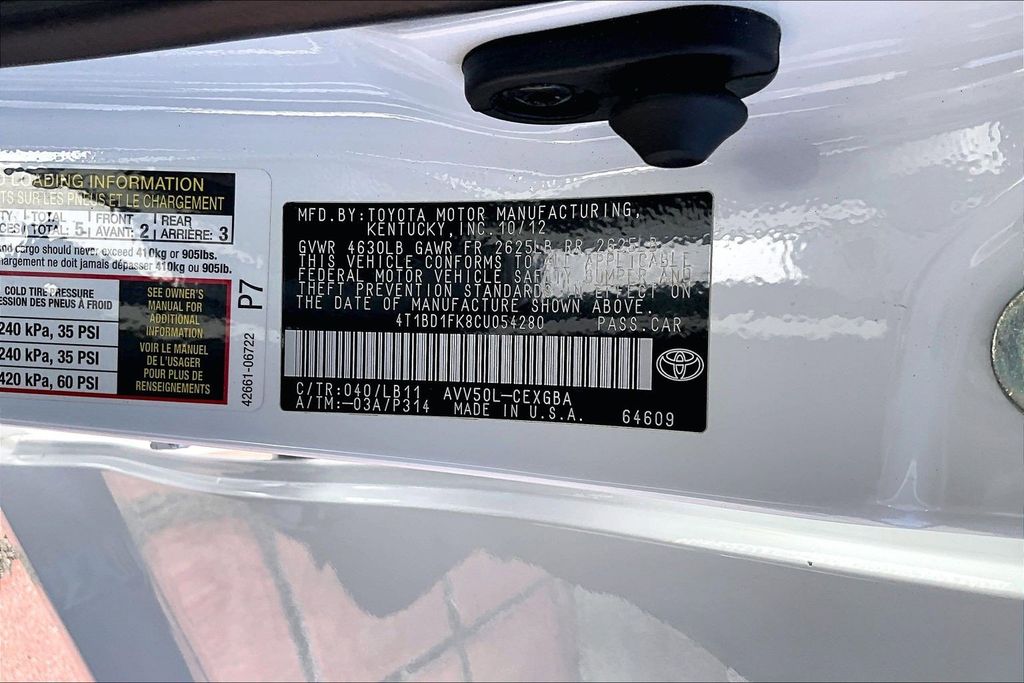 LOADING INFORMATION
TS SUR LES PNEUS ET LE CHARGEMENT
TOTAL FRONT REAR
TOTAL: 5 AVANT: 2 ARRIÈRE: 3
and cargo should never exceed 410kg or 905lbs.
ne doit jamais dépasser 410kg ou 905lb.
COLD TIRE PRESSURE
DES PNEUS À FROID
240 kPa, 35 PSI
240 kPa, 35 PSI
420 kPa, 60 PSI
SEE OWNER'S
MANUAL FOR
ADDITIONAL
INFORMATION
VOIR LE MANUEL
DE L'USAGER
POUR PLUS DE
RENSEIGNEMENTS
P7
42661-06722
MFD. BY: TOYOTA MOTOR MANUFACTURING,
KENTUCKY, INC. 10/12
GVWR 4630LB GAWR FR 2625LB RR 2625LB
THIS VEHICLE CONFORMS TO ALL APPLICABLE
FEDERAL MOTOR VEHICLE SAFETY, BUMPER AND
THEFT PREVENTION STANDARDS IN EFFECT ON
THE DATE OF MANUFACTURE SHOWN ABOVE.
4T1BD1FK8CU054280 PASS. CAR
C/TR: 040/LB11 AVV50L-CEXGBA
A/TM: -03A/P314 MADE IN U.S.A. 64609